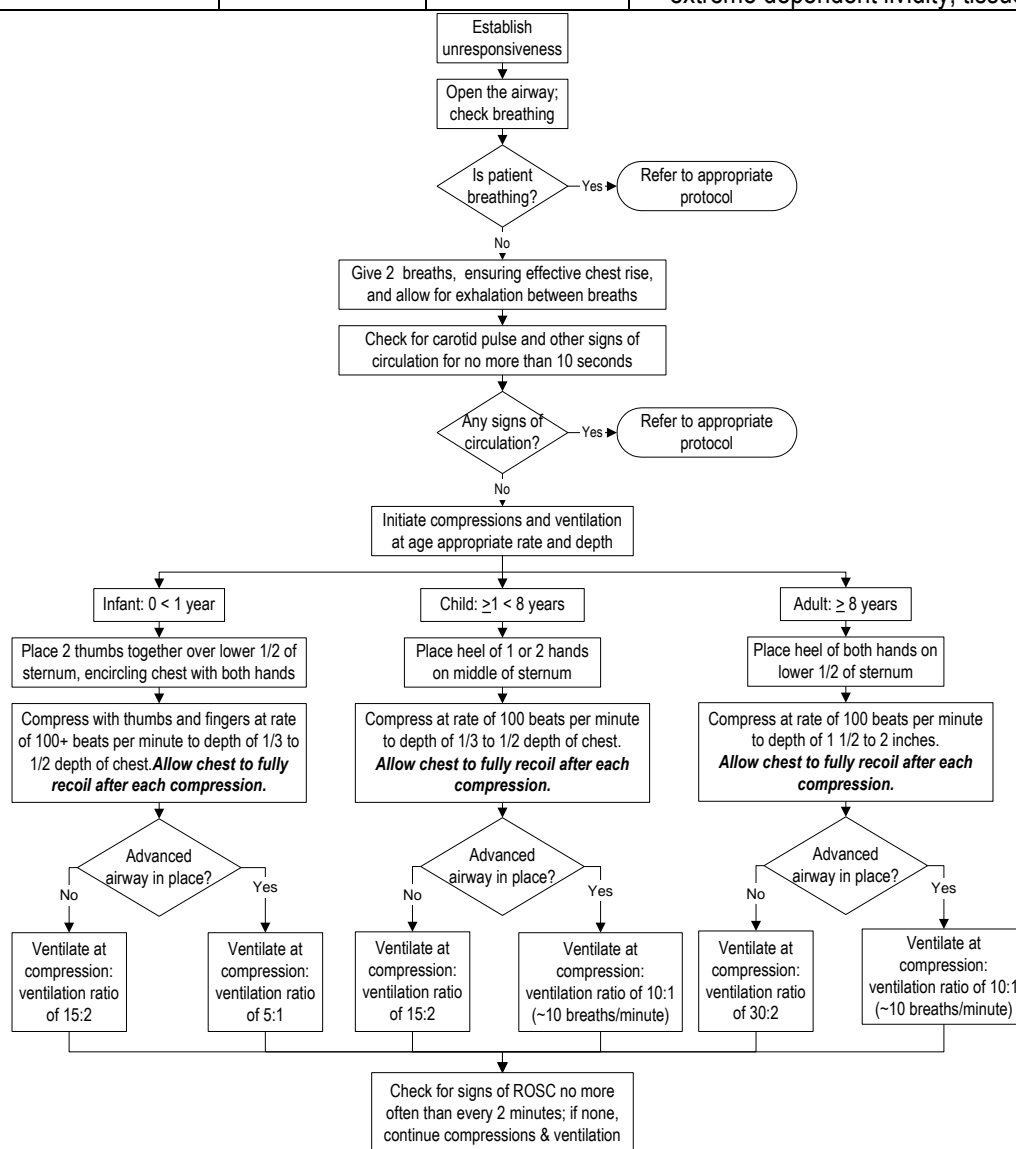 extreme dependent lividity; tissue
Establish
unresponsiveness
Open the airway;
check breathing
Is patient
breathing?
Yes
Refer to appropriate
protocol
No
Give 2 breaths, ensuring effective chest rise,
and allow for exhalation between breaths
Check for carotid pulse and other signs of
circulation for no more than 10 seconds
Any signs of
circulation?
Yes
Refer to appropriate
protocol
No
Initiate compressions and ventilation
at age appropriate rate and depth
Infant: 0 < 1 year
Place 2 thumbs together over lower 1/2 of
sternum, encircling chest with both hands
Compress with thumbs and fingers at rate
of 100+ beats per minute to depth of 1/3 to
1/2 depth of chest.Allow chest to fully
recoil after each compression.
Advanced
airway in place?
No
Yes
Ventilate at
compression:
ventilation ratio
of 15:2
Ventilate at
compression:
ventilation ratio
of 5:1
Child: ≥1 < 8 years
Place heel of 1 or 2 hands
on middle of sternum
Compress at rate of 100 beats per minute
to depth of 1/3 to 1/2 depth of chest.
Allow chest to fully recoil after each
compression.
Advanced
airway in place?
No
Yes
Ventilate at
compression:
ventilation ratio
of 15:2
Ventilate at
compression:
ventilation ratio of 10:1
(~10 breaths/minute)
Adult: ≥ 8 years
Place heel of both hands on
lower 1/2 of sternum
Compress at rate of 100 beats per minute
to depth of 1 1/2 to 2 inches.
Allow chest to fully recoil after each
compression.
Advanced
airway in place?
No
Yes
Ventilate at
compression:
ventilation ratio
of 30:2
Ventilate at
compression:
ventilation ratio of 10:1
(~10 breaths/minute)
Check for signs of ROSC no more
often than every 2 minutes; if none,
continue compressions & ventilation